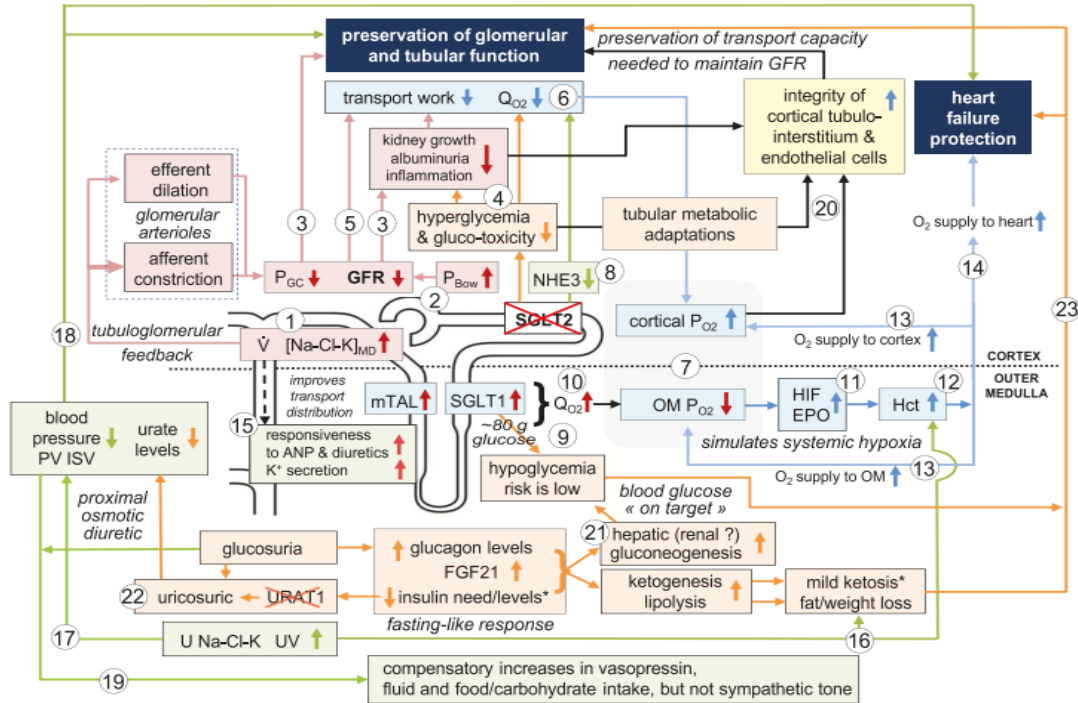 preservation of glomerular
and tubular function
preservation of transport capacity
needed to maintain GFR
transport work ↓ Q_O2 ↓ 6
integrity of
cortical tubulo-
interstitium &
endothelial cells ↑
heart
failure
protection
kidney growth
albuminuria
inflammation ↓
efferent
dilation
glomerular
arterioles
afferent
constriction
3
5
3
4
hyperglycemia
& gluco-toxicity ↓
tubular metabolic
adaptations
20
O2 supply to heart ↑
14
P_GC ↓ GFR ↓
P_Bow ↑
NHE3 ↓ 8
2
SGLT2
18
23
tubuloglomerular
feedback
1
V̇ [Na-Cl-K]MD ↑
cortical P_O2 ↑
13
O2 supply to cortex ↑
CORTEX
OUTER
MEDULLA
7
improves
transport
distribution
mTAL ↑
SGLT1 ↑
10
} Q_O2 ↑
~80 g
glucose
9
OM P_O2 ↓
HIF
EPO ↑
11
Hct ↑
12
simulates systemic hypoxia
13
O2 supply to OM ↑
blood
pressure ↓
PV ISV
urate
levels ↓
15
responsiveness
to ANP & diuretics ↑
K+ secretion ↑
hypoglycemia
risk is low
blood glucose
« on target »
proximal
osmotic
diuretic
glucosuria
↑ glucagon levels
FGF21 ↑
↓ insulin need/levels*
}
fasting-like response
21
hepatic (renal ?)
gluconeogenesis ↑
ketogenesis
lipolysis ↑
mild ketosis*
fat/weight loss
22
uricosuric ← URAT1
17
U Na-Cl-K UV ↑
16
19
compensatory increases in vasopressin,
fluid and food/carbohydrate intake, but not sympathetic tone